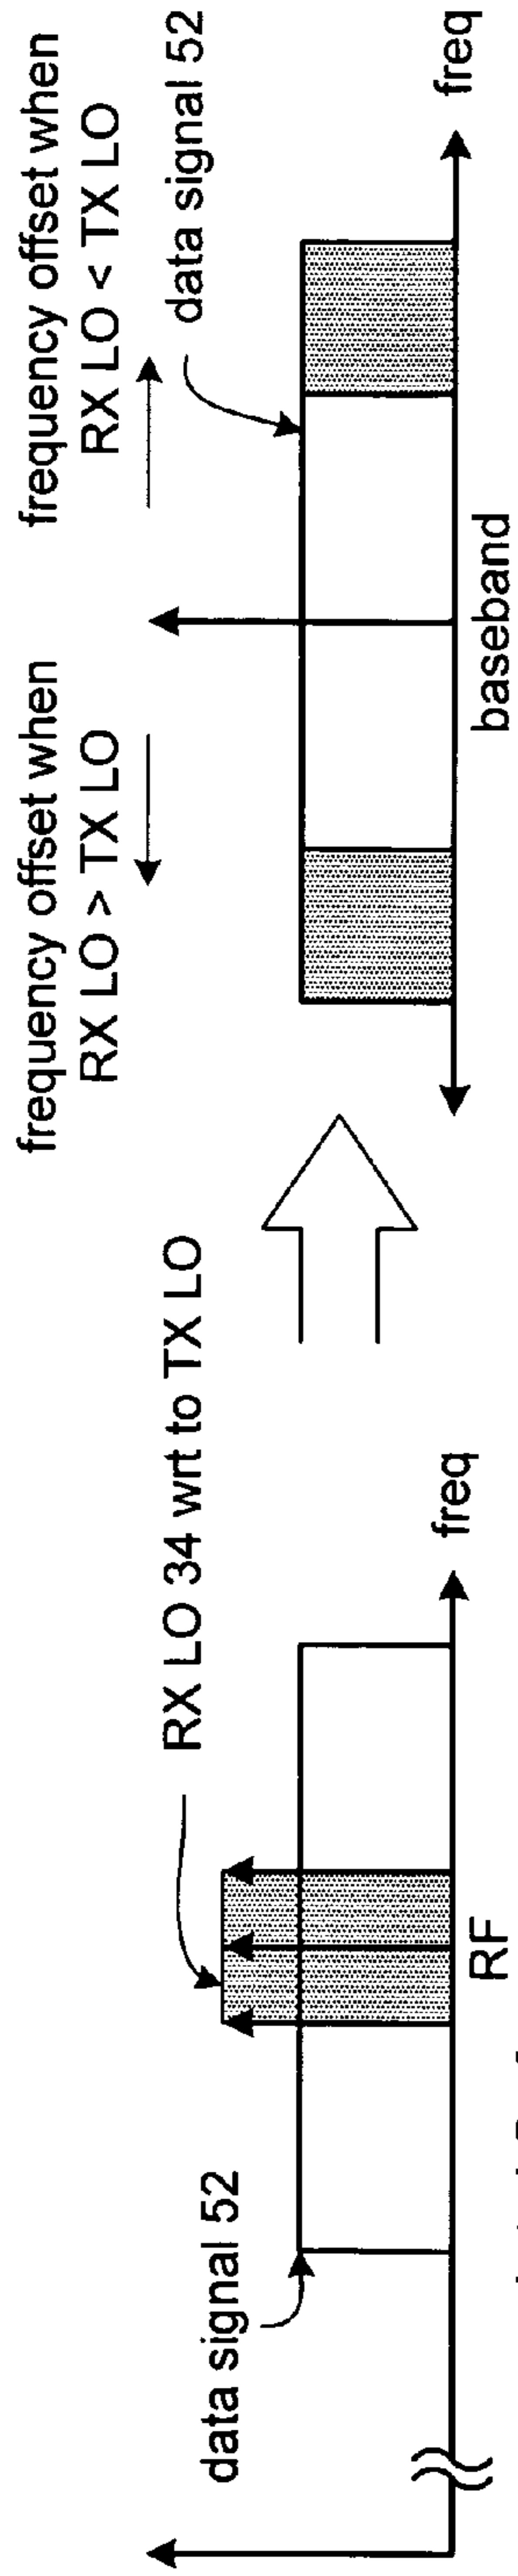 data signal 52
RX LO 34 wrt to TX LO
RF
freq
frequency offset when
RX LO > TX LO
frequency offset when
RX LO < TX LO
data signal 52
baseband
freq